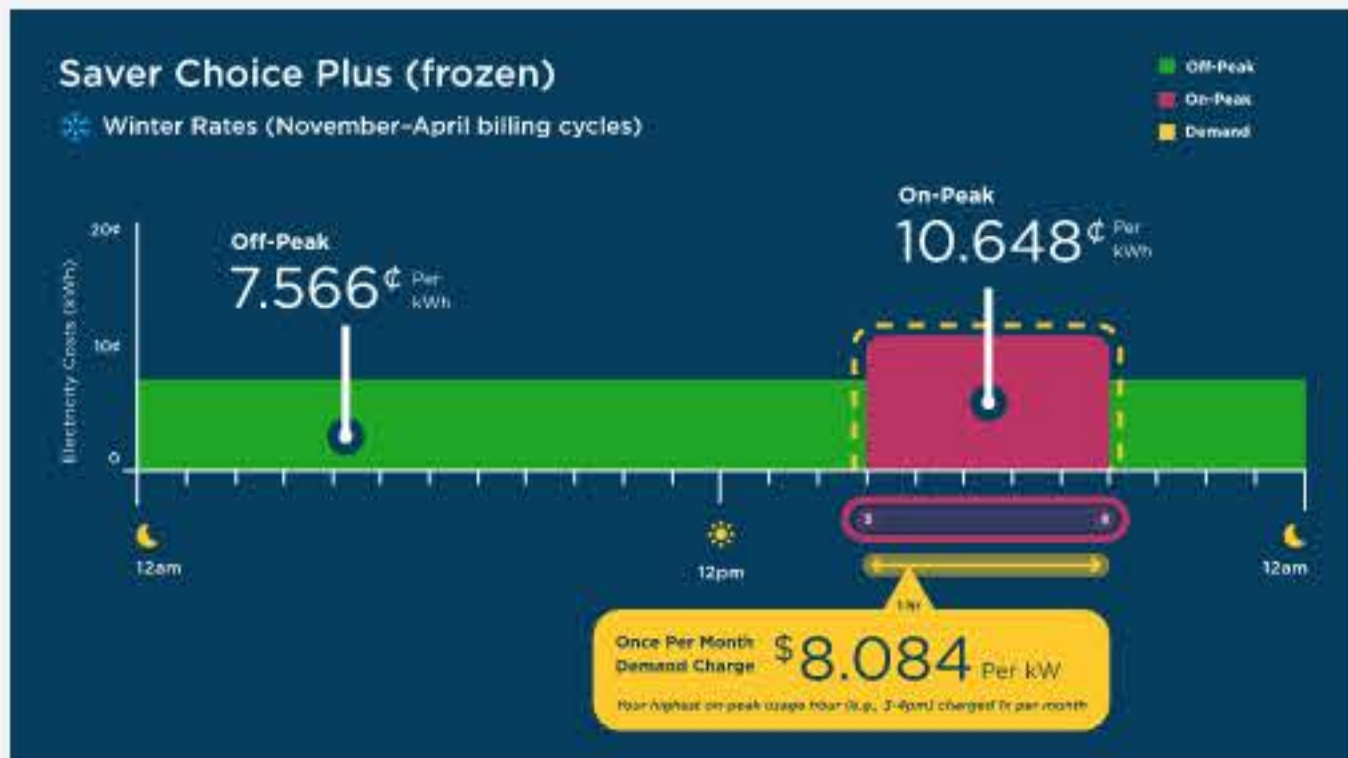 Saver Choice Plus (frozen)
Winter Rates (November–April billing cycles)
Off-Peak
On-Peak
Demand
Electricity Costs (kWh)
20¢
10¢
0
Off-Peak
7.566¢ Per kWh
On-Peak
10.648¢ Per kWh
3
8
12am
12pm
12am
1 hr
Once Per Month
Demand Charge
$8.084 Per kW
Your highest on-peak usage hour (e.g., 3-4pm) charged 1x per month